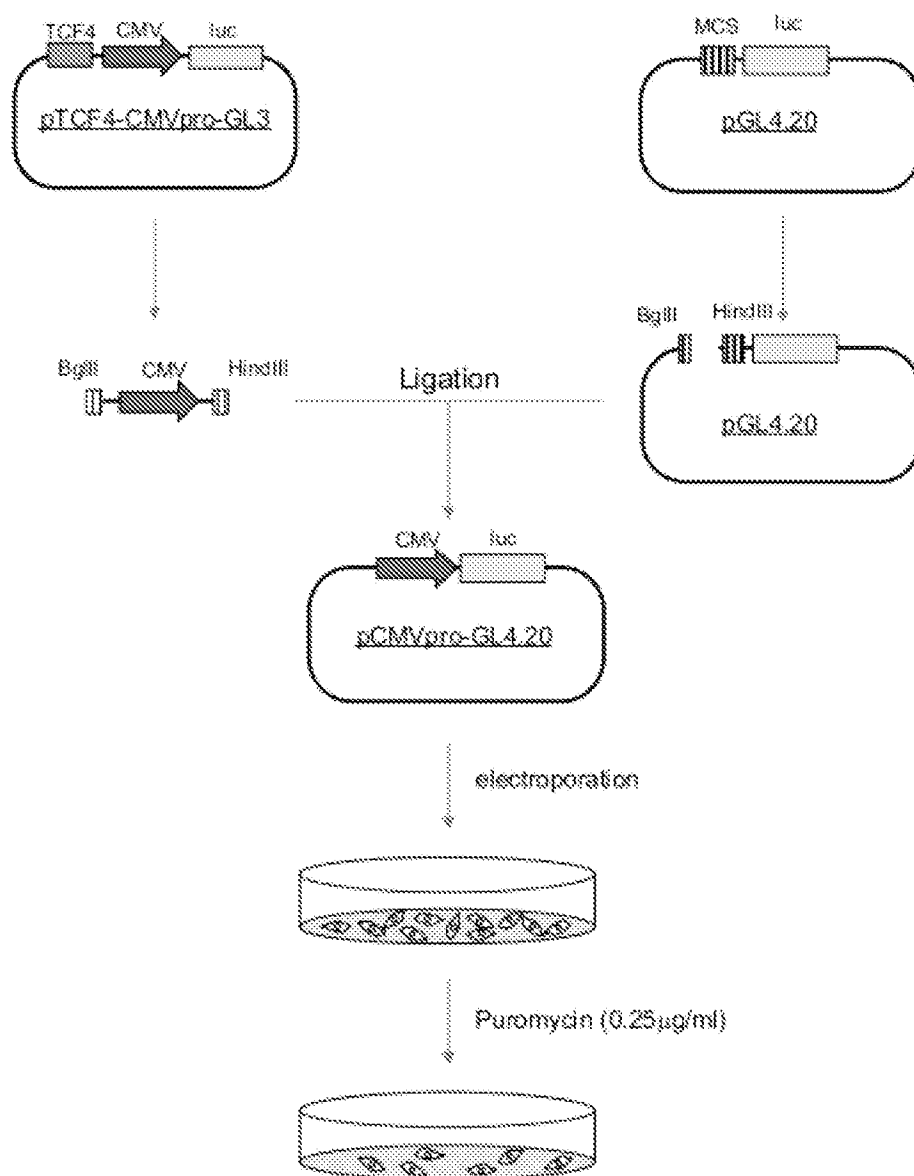 TCF4 CMV luc
pTCF4-CMVpro-GL3
MCS luc
pGL4.20
BglII CMV HindIII
Ligation
BglII HindIII
pGL4.20
CMV luc
pCMVpro-GL4.20
electroporation
Puromycin (0.25µg/ml)